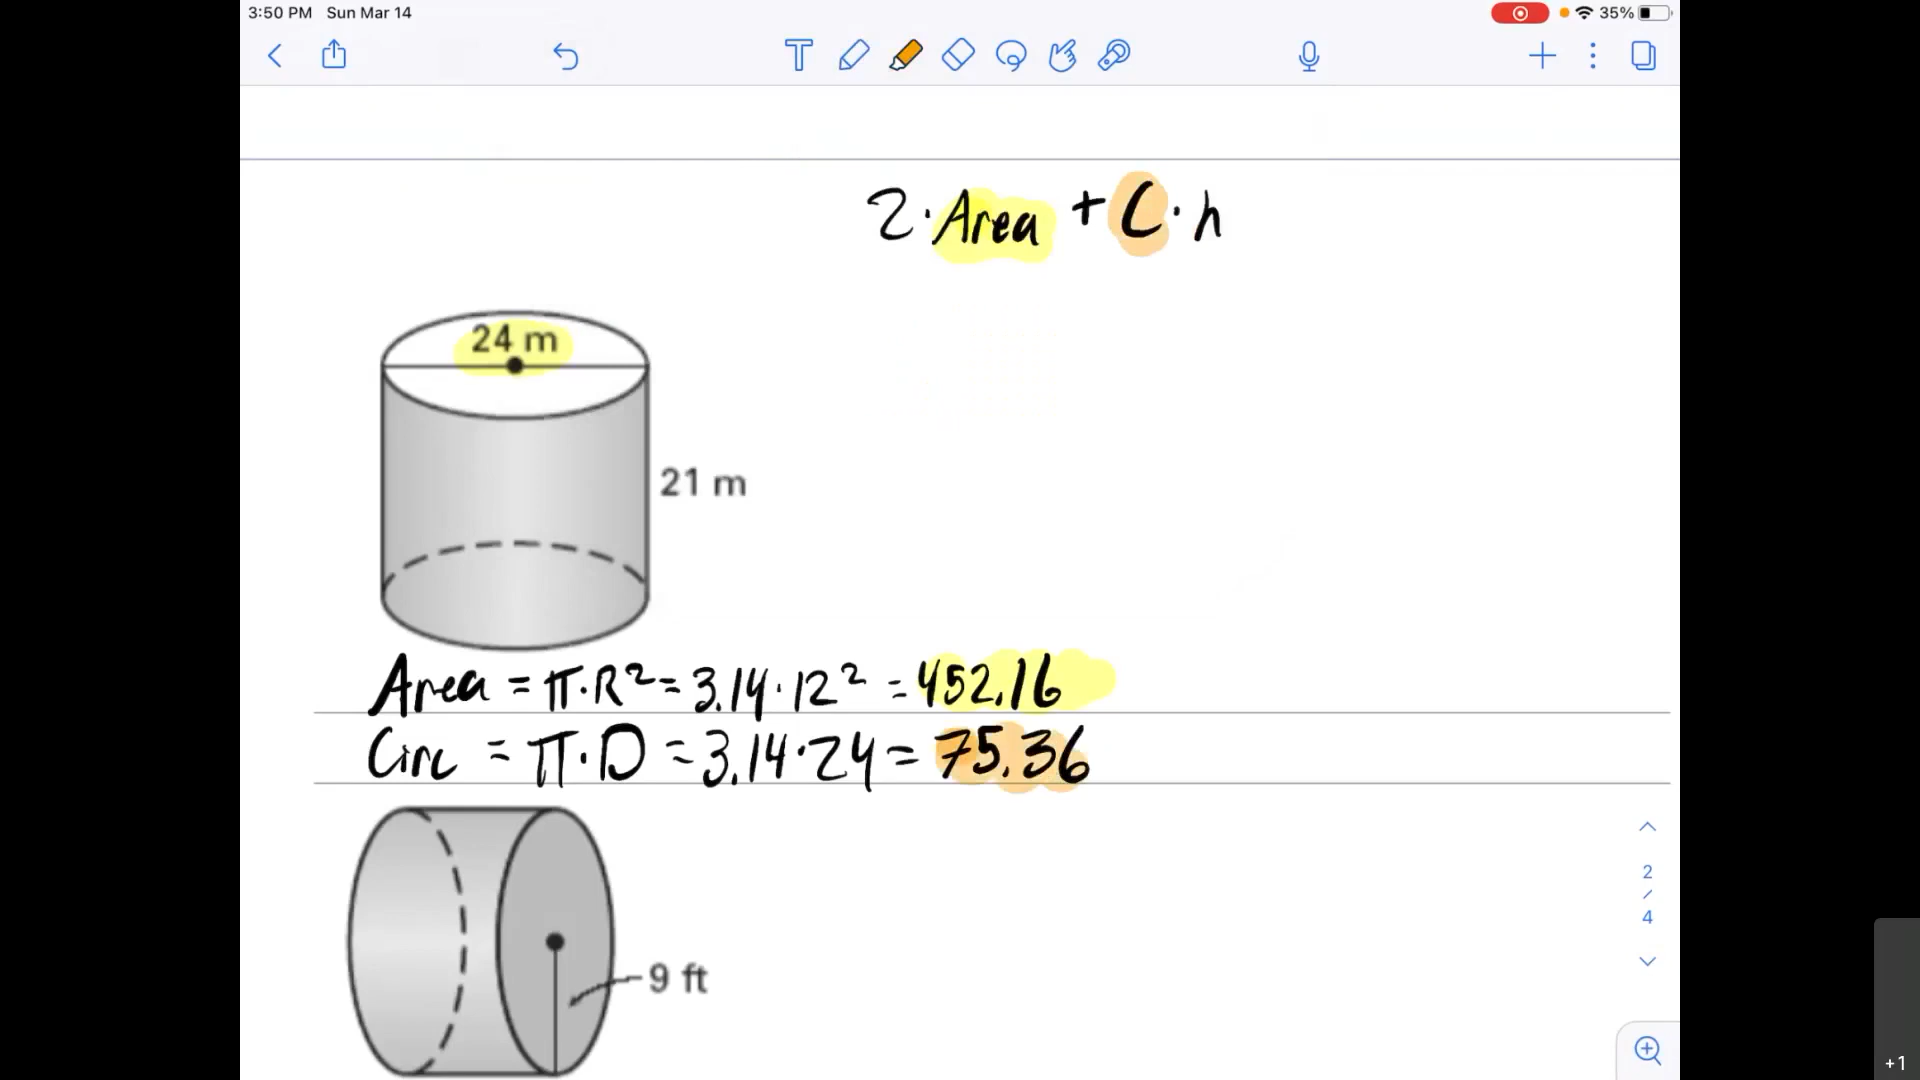 3:50 PM Sun Mar 14
35%
T
2·Area + C·h
24 m
21 m
Area = π·R²= 3.14·12² = 452.16
Circ = π·D = 3.14·24 = 75.36
9 ft
2
/
4
+1